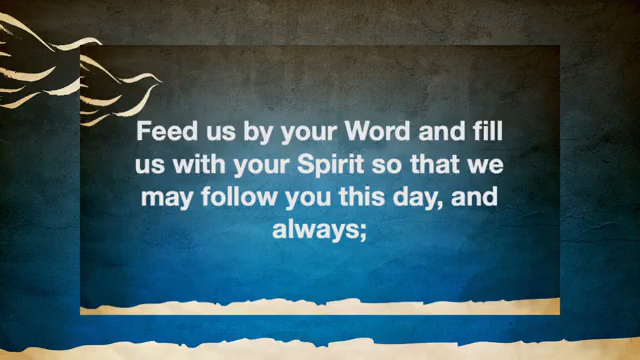 Feed us by your Word and fill
us with your Spirit so that we
may follow you this day, and
always;